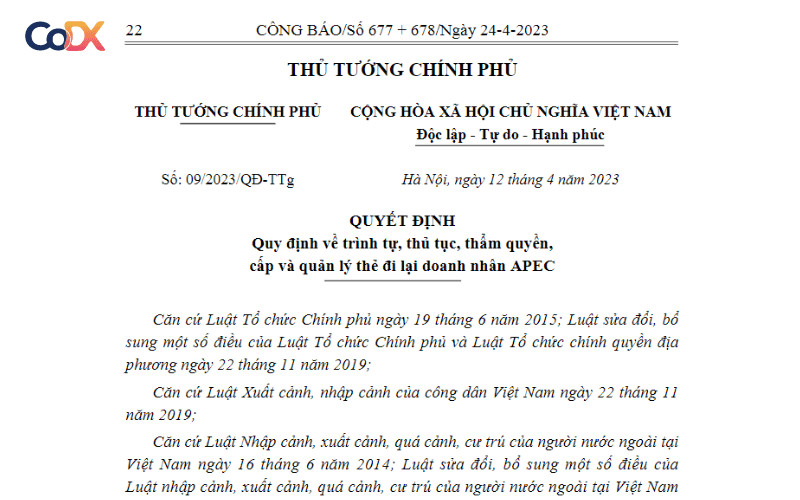 CoDX
22 CÔNG BÁO/Số 677 + 678/Ngày 24-4-2023
THỦ TƯỚNG CHÍNH PHỦ
THỦ TƯỚNG CHÍNH PHỦ CỘNG HÒA XÃ HỘI CHỦ NGHĨA VIỆT NAM
Độc lập - Tự do - Hạnh phúc
Số: 09/2023/QĐ-TTg Hà Nội, ngày 12 tháng 4 năm 2023
QUYẾT ĐỊNH
Quy định về trình tự, thủ tục, thẩm quyền,
cấp và quản lý thẻ đi lại doanh nhân APEC
Căn cứ Luật Tổ chức Chính phủ ngày 19 tháng 6 năm 2015; Luật sửa đổi, bổ
sung một số điều của Luật Tổ chức Chính phủ và Luật Tổ chức chính quyền địa
phương ngày 22 tháng 11 năm 2019;
Căn cứ Luật Xuất cảnh, nhập cảnh của công dân Việt Nam ngày 22 tháng 11
năm 2019;
Căn cứ Luật Nhập cảnh, xuất cảnh, quá cảnh, cư trú của người nước ngoài tại
Việt Nam ngày 16 tháng 6 năm 2014; Luật sửa đổi, bổ sung một số điều của
Luật nhập cảnh, xuất cảnh, quá cảnh, cư trú của người nước ngoài tại Việt Nam